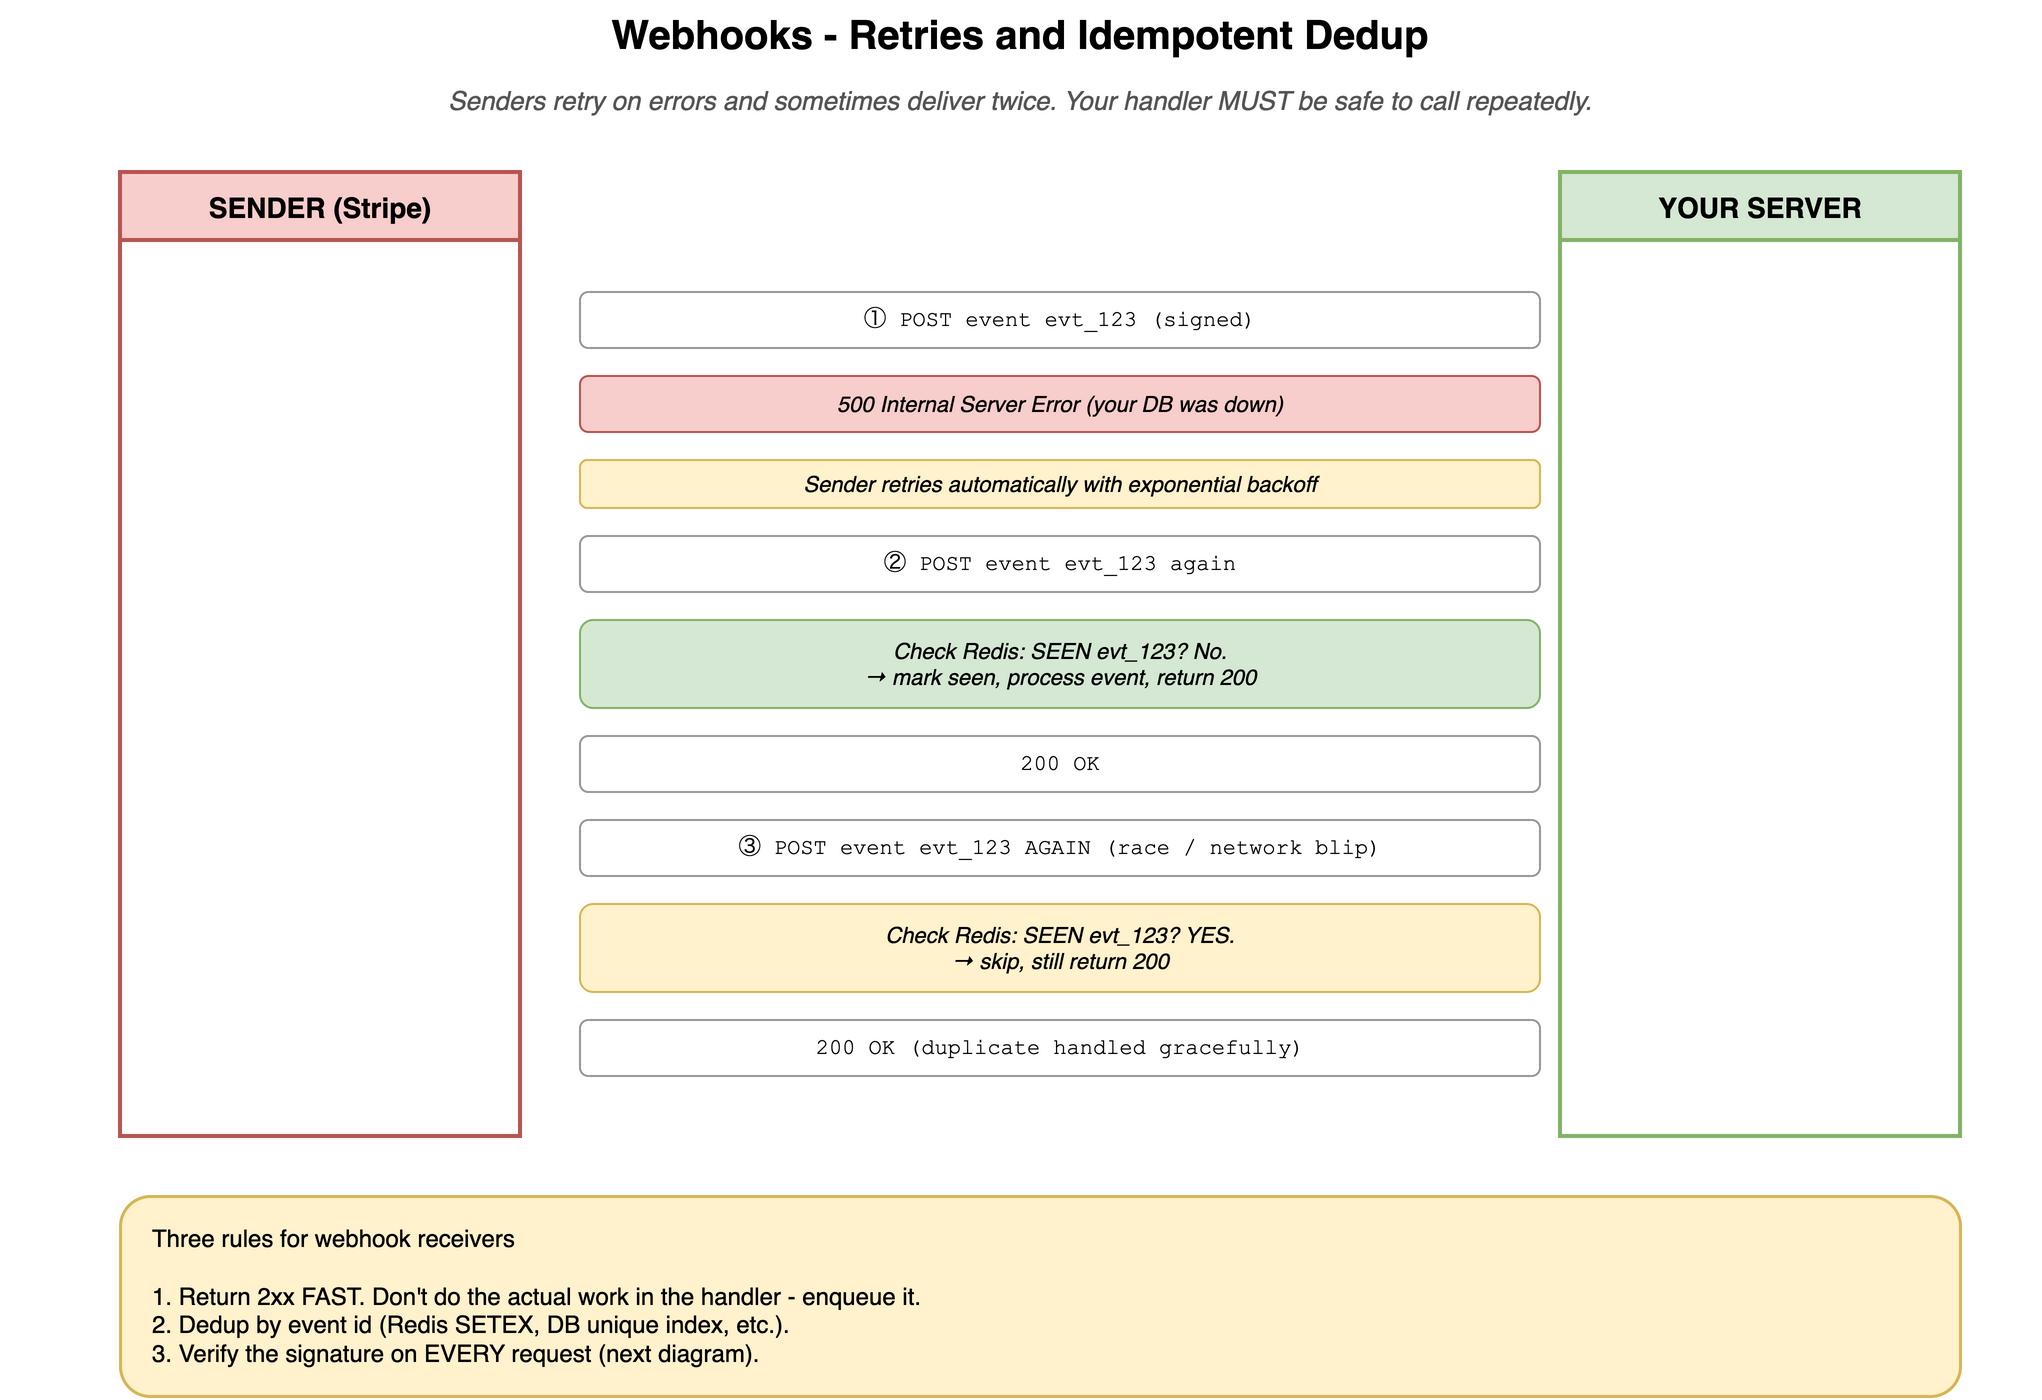 Webhooks - Retries and Idempotent Dedup
Senders retry on errors and sometimes deliver twice. Your handler MUST be safe to call repeatedly.
SENDER (Stripe)
YOUR SERVER
① POST event evt_123 (signed)
500 Internal Server Error (your DB was down)
Sender retries automatically with exponential backoff
② POST event evt_123 again
Check Redis: SEEN evt_123? No.
→ mark seen, process event, return 200
200 OK
③ POST event evt_123 AGAIN (race / network blip)
Check Redis: SEEN evt_123? YES.
→ skip, still return 200
200 OK (duplicate handled gracefully)
Three rules for webhook receivers
1. Return 2xx FAST. Don't do the actual work in the handler - enqueue it.
2. Dedup by event id (Redis SETEX, DB unique index, etc.).
3. Verify the signature on EVERY request (next diagram).